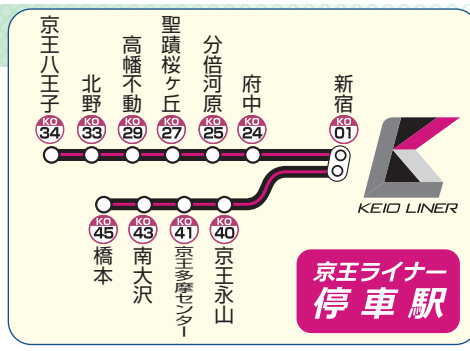 京王八王子
KO
34
北野
KO
33
高幡不動
KO
29
聖蹟桜ヶ丘
KO
27
分倍河原
KO
25
府中
KO
24
新宿
KO
01
KEIO LINER
KO
45
橋本
KO
43
南大沢
KO
41
京王多摩センター
KO
40
京王永山
京王ライナー
停車駅